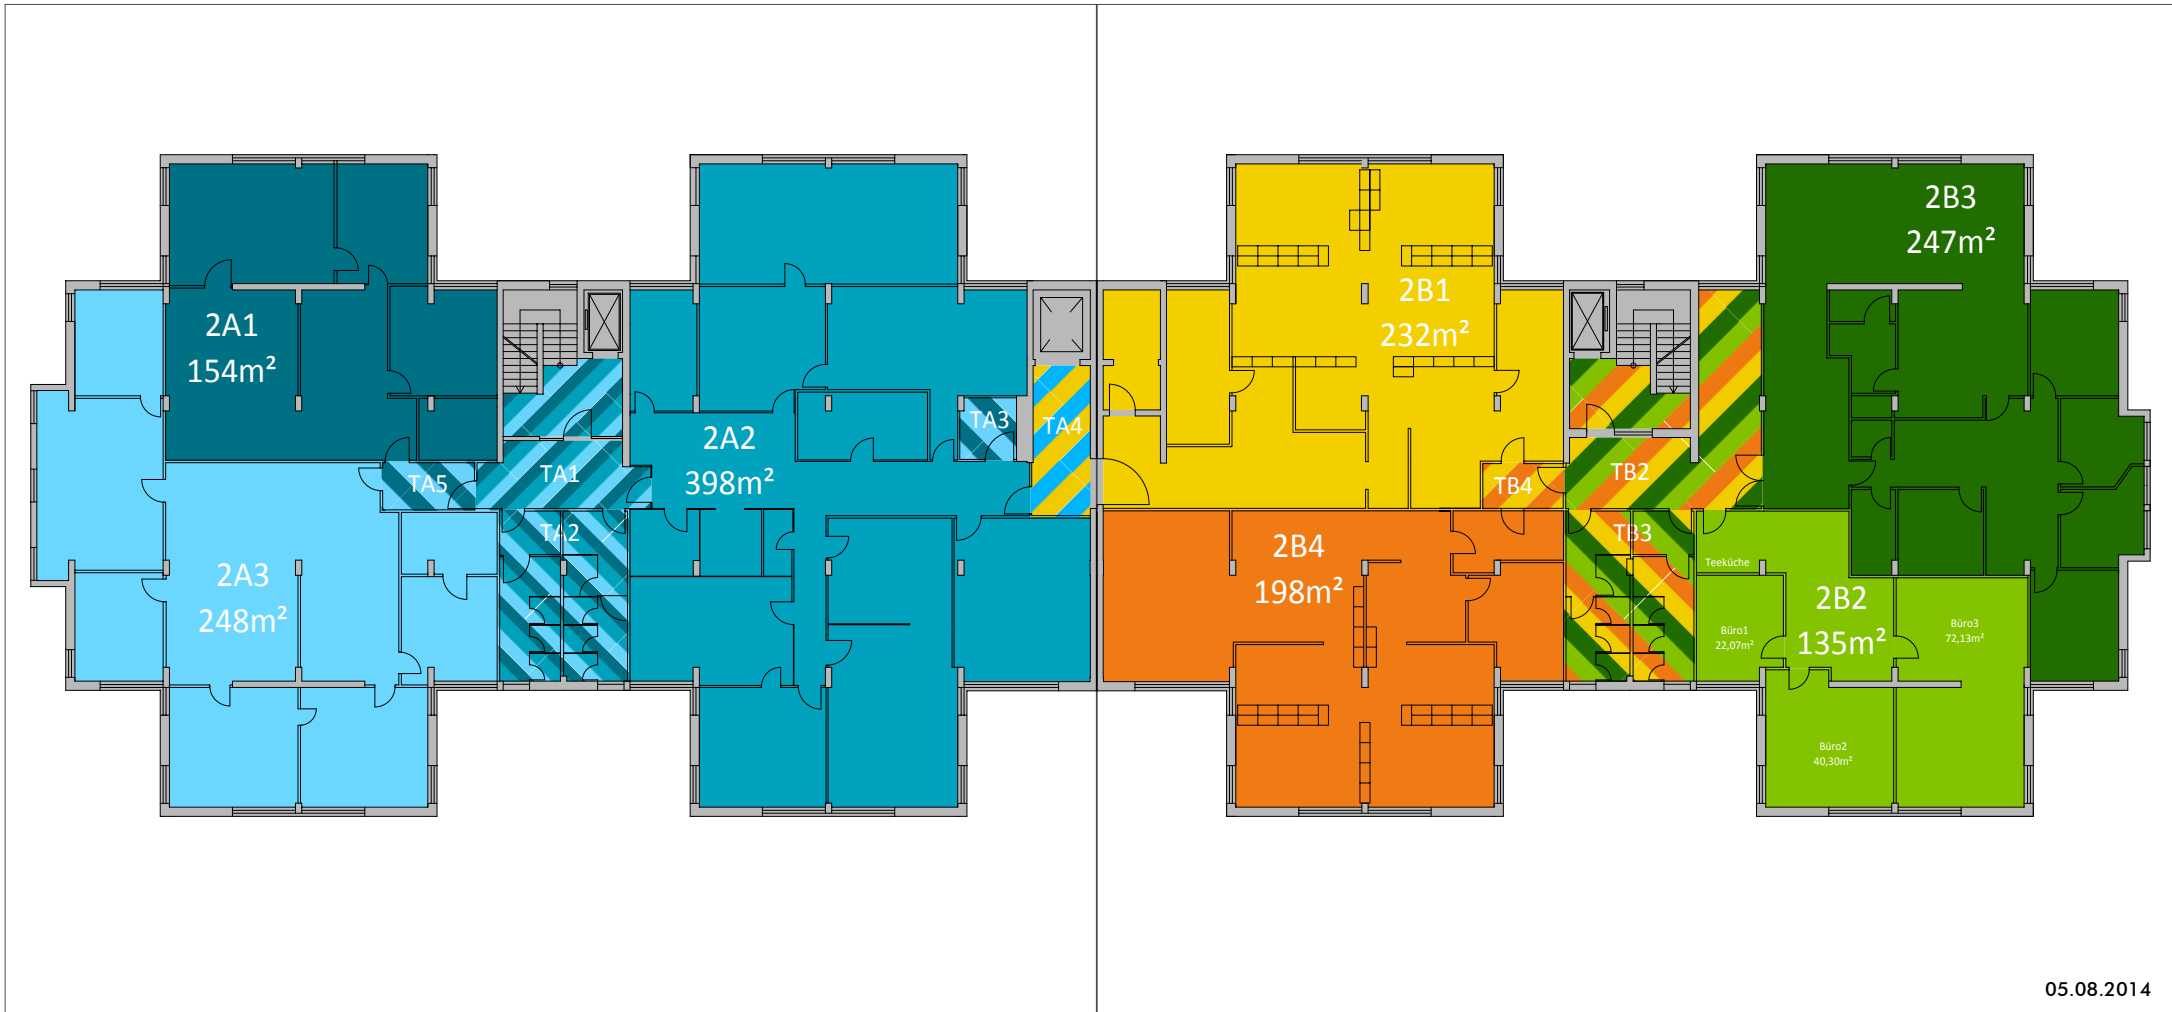 2A1
154m²
2A3
248m²
TA5
TA1
TA2
2A2
398m²
TA3
TA4
2B1
232m²
2B4
198m²
TB4
TB2
TB3
2B3
247m²
Teeküche
2B2
135m²
Büro1
22,07m²
Büro3
72,13m²
Büro2
40,30m²
05.08.2014